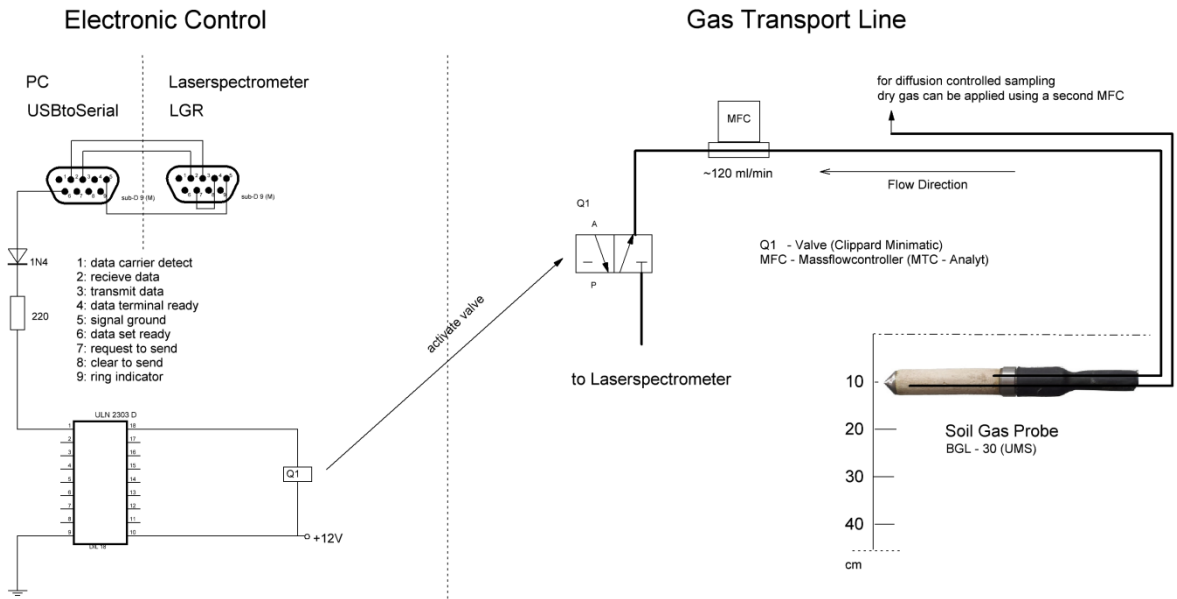 Electronic Control
Gas Transport Line
PC
USBtoSerial
Laserspectrometer
LGR
sub-D 9 (M)
sub-D 9 (M)
1N4
220
1: data carrier detect
2: recieve data
3: transmit data
4: data terminal ready
5: signal ground
6: data set ready
7: request to send
8: clear to send
9: ring indicator
ULN 2303 D
1
2
3
4
5
6
7
8
9
18
17
16
15
14
13
12
11
10
DIL 18
Q1
+12V
activate valve
for diffusion controlled sampling
dry gas can be applied using a second MFC
MFC
~120 ml/min
Flow Direction
Q1
A
P
Q1 - Valve (Clippard Minimatic)
MFC - Massflowcontroller (MTC - Analyt)
to Laserspectrometer
10
20
30
40
cm
Soil Gas Probe
BGL - 30 (UMS)